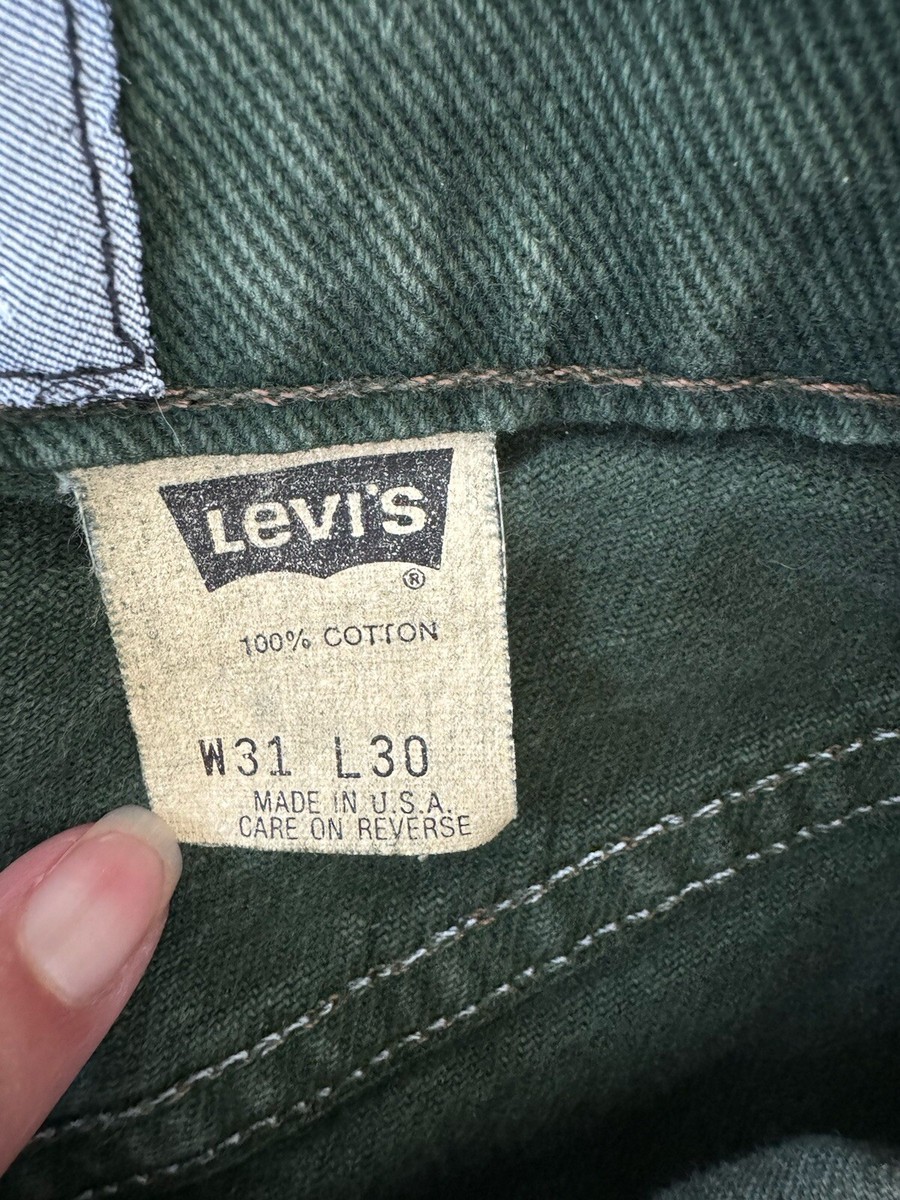 LEVI'S
®
100% COTTON
W31 L30
MADE IN U.S.A.
CARE ON REVERSE